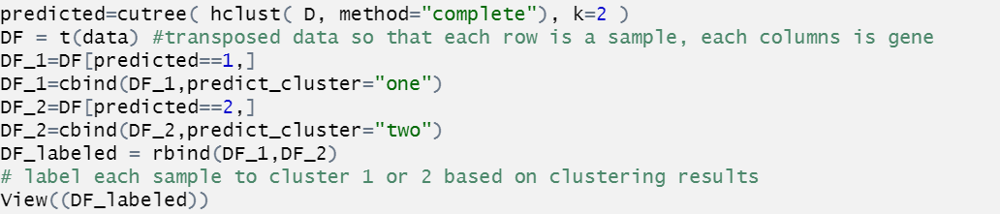 predicted=cutree( hclust( D, method="complete"), k=2 )
DF = t(data) #transposed data so that each row is a sample, each columns is gene
DF_1=DF[predicted==1,]
DF_1=cbind(DF_1,predict_cluster="one")
DF_2=DF[predicted==2,]
DF_2=cbind(DF_2,predict_cluster="two")
DF_labeled = rbind(DF_1,DF_2)
# label each sample to cluster 1 or 2 based on clustering results
View((DF_labeled))